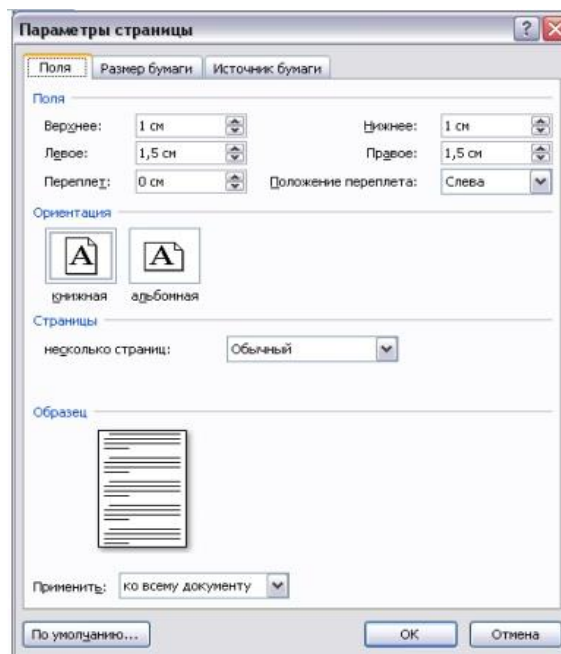 Параметры страницы
Поля Размер бумаги Источник бумаги
Поля
Верхнее: 1 см Нижнее: 1 см
Левое: 1,5 см Правое: 1,5 см
Переплет: 0 см Положение переплета: Слева
Ориентация
A A
книжная альбомная
Страницы
несколько страниц: Обычный
Образец
Применить: ко всему документу
По умолчанию... ОК Отмена